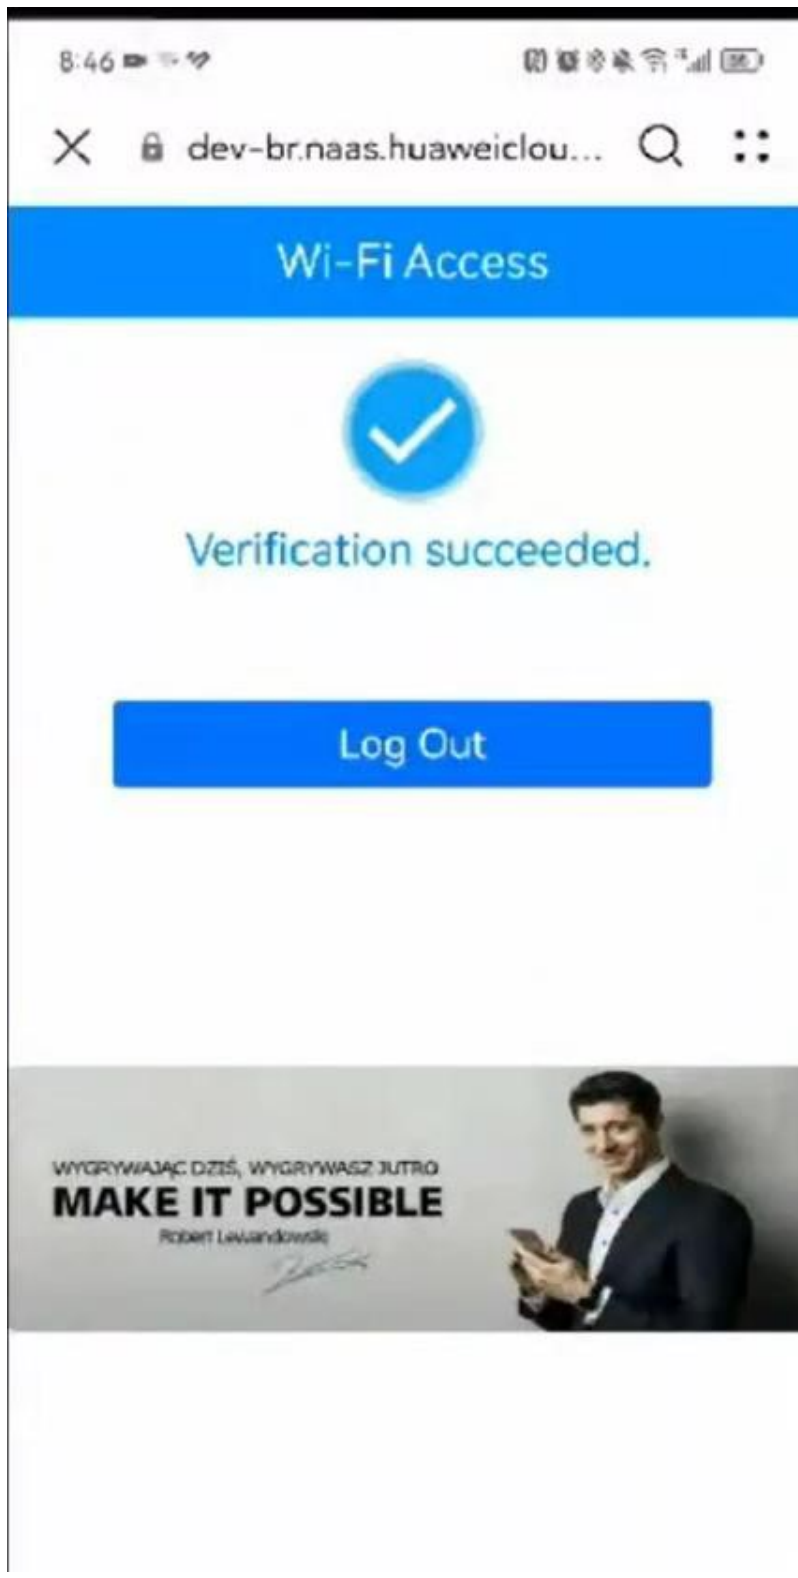 8:46
dev-br.naas.huaweiclou...
Wi-Fi Access
Verification succeeded.
Log Out
WYGRYWAJĄC DZIŚ, WYGRYWASZ JUTRO
MAKE IT POSSIBLE
Robert Lewandowski